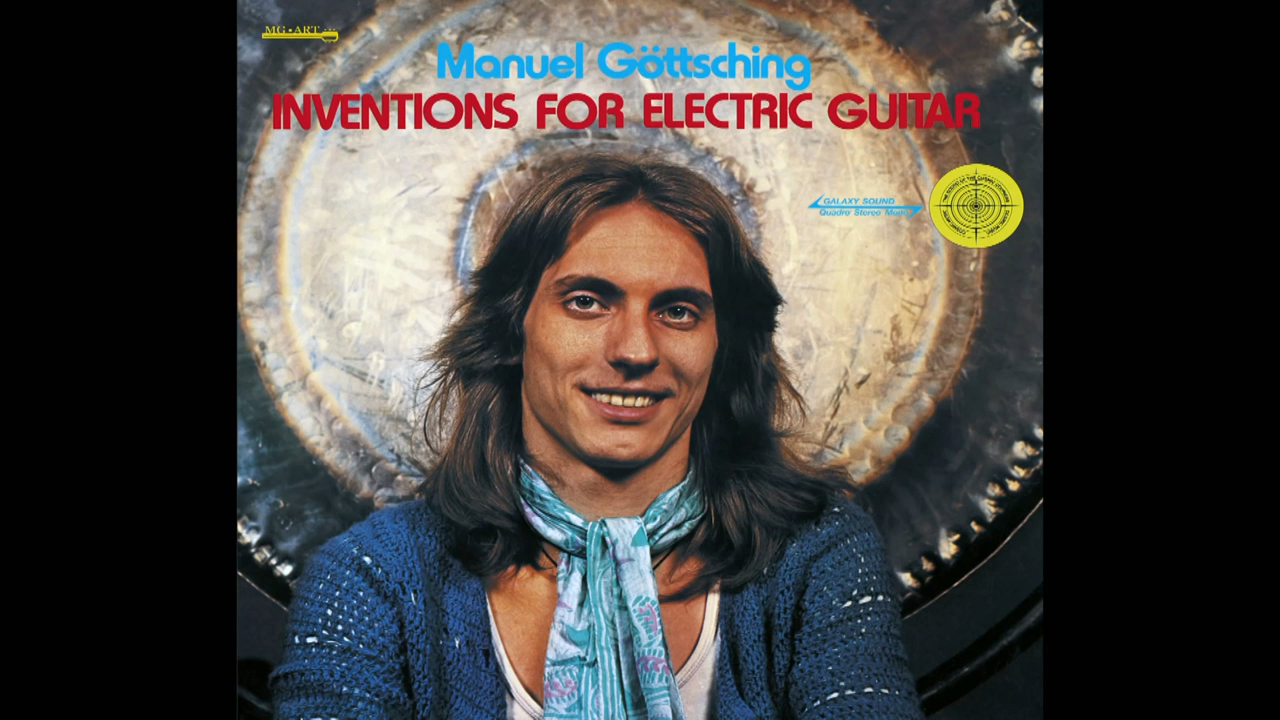 MG•ART
Manuel Göttsching
INVENTIONS FOR ELECTRIC GUITAR
GALAXY SOUND
Quadro Stereo Music